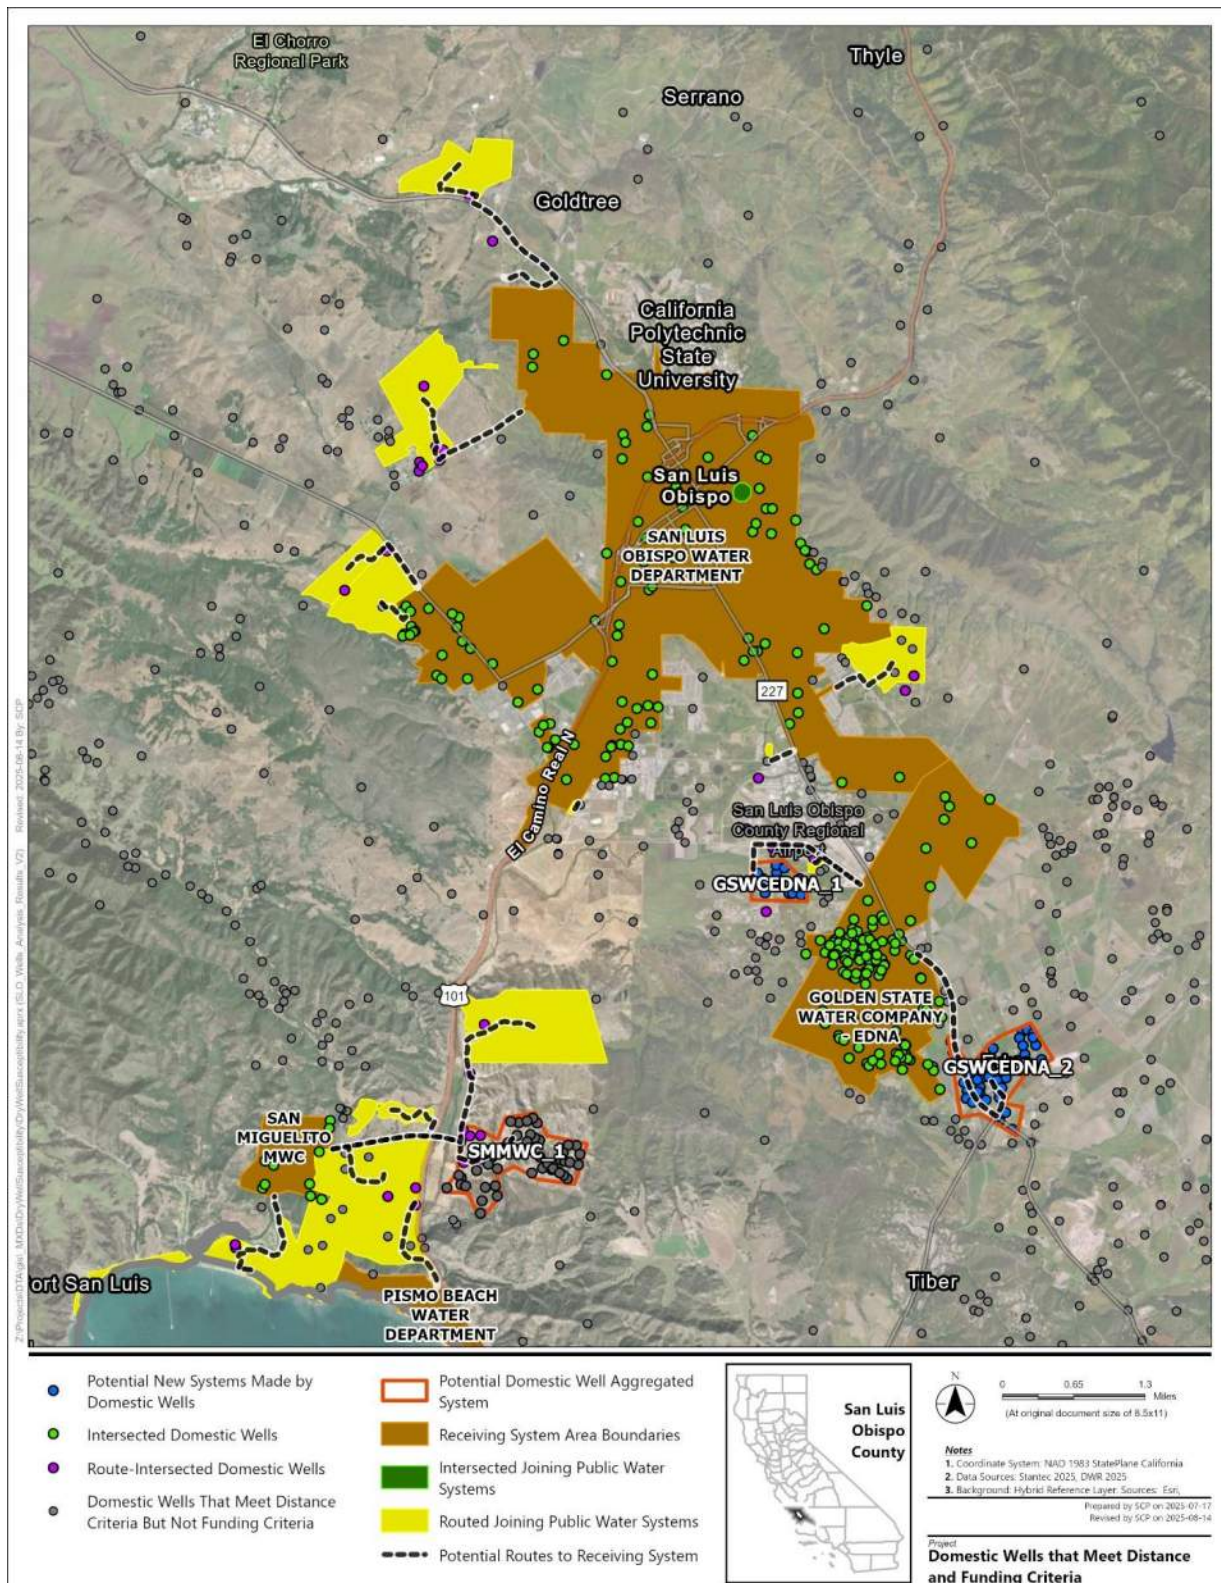 El Chorro
Regional Park
Thyle
Serrano
Goldtree
California
Polytechnic
State
University
San Luis
Obispo
SAN LUIS
OBISPO WATER
DEPARTMENT
227
El Camino Real N
San Luis Obispo
County Regional
Airport
GSWCEDNA_1
101
GOLDEN STATE
WATER COMPANY
- EDNA
GSWCEDNA_2
SAN
MIGUELITO
MWC
SMMWC_1
ort San Luis
PISMO BEACH
WATER
DEPARTMENT
Tiber
Revised: 2025-08-14 By: SCP
Potential New Systems Made by
Domestic Wells
Intersected Domestic Wells
Route-Intersected Domestic Wells
Domestic Wells That Meet Distance
Criteria But Not Funding Criteria
Potential Domestic Well Aggregated
System
Receiving System Area Boundaries
Intersected Joining Public Water
Systems
Routed Joining Public Water Systems
Potential Routes to Receiving System
San Luis
Obispo
County
N
0 0.65 1.3
Miles
(At original document size of 8.5x11)
Notes
1. Coordinate System: NAD 1983 StatePlane California
2. Data Sources: Stantec 2025, DWR 2025
3. Background: Hybrid Reference Layer. Sources: Esri,
Prepared by SCP on 2025-07-17
Revised by SCP on 2025-08-14
Project
Domestic Wells that Meet Distance
and Funding Criteria